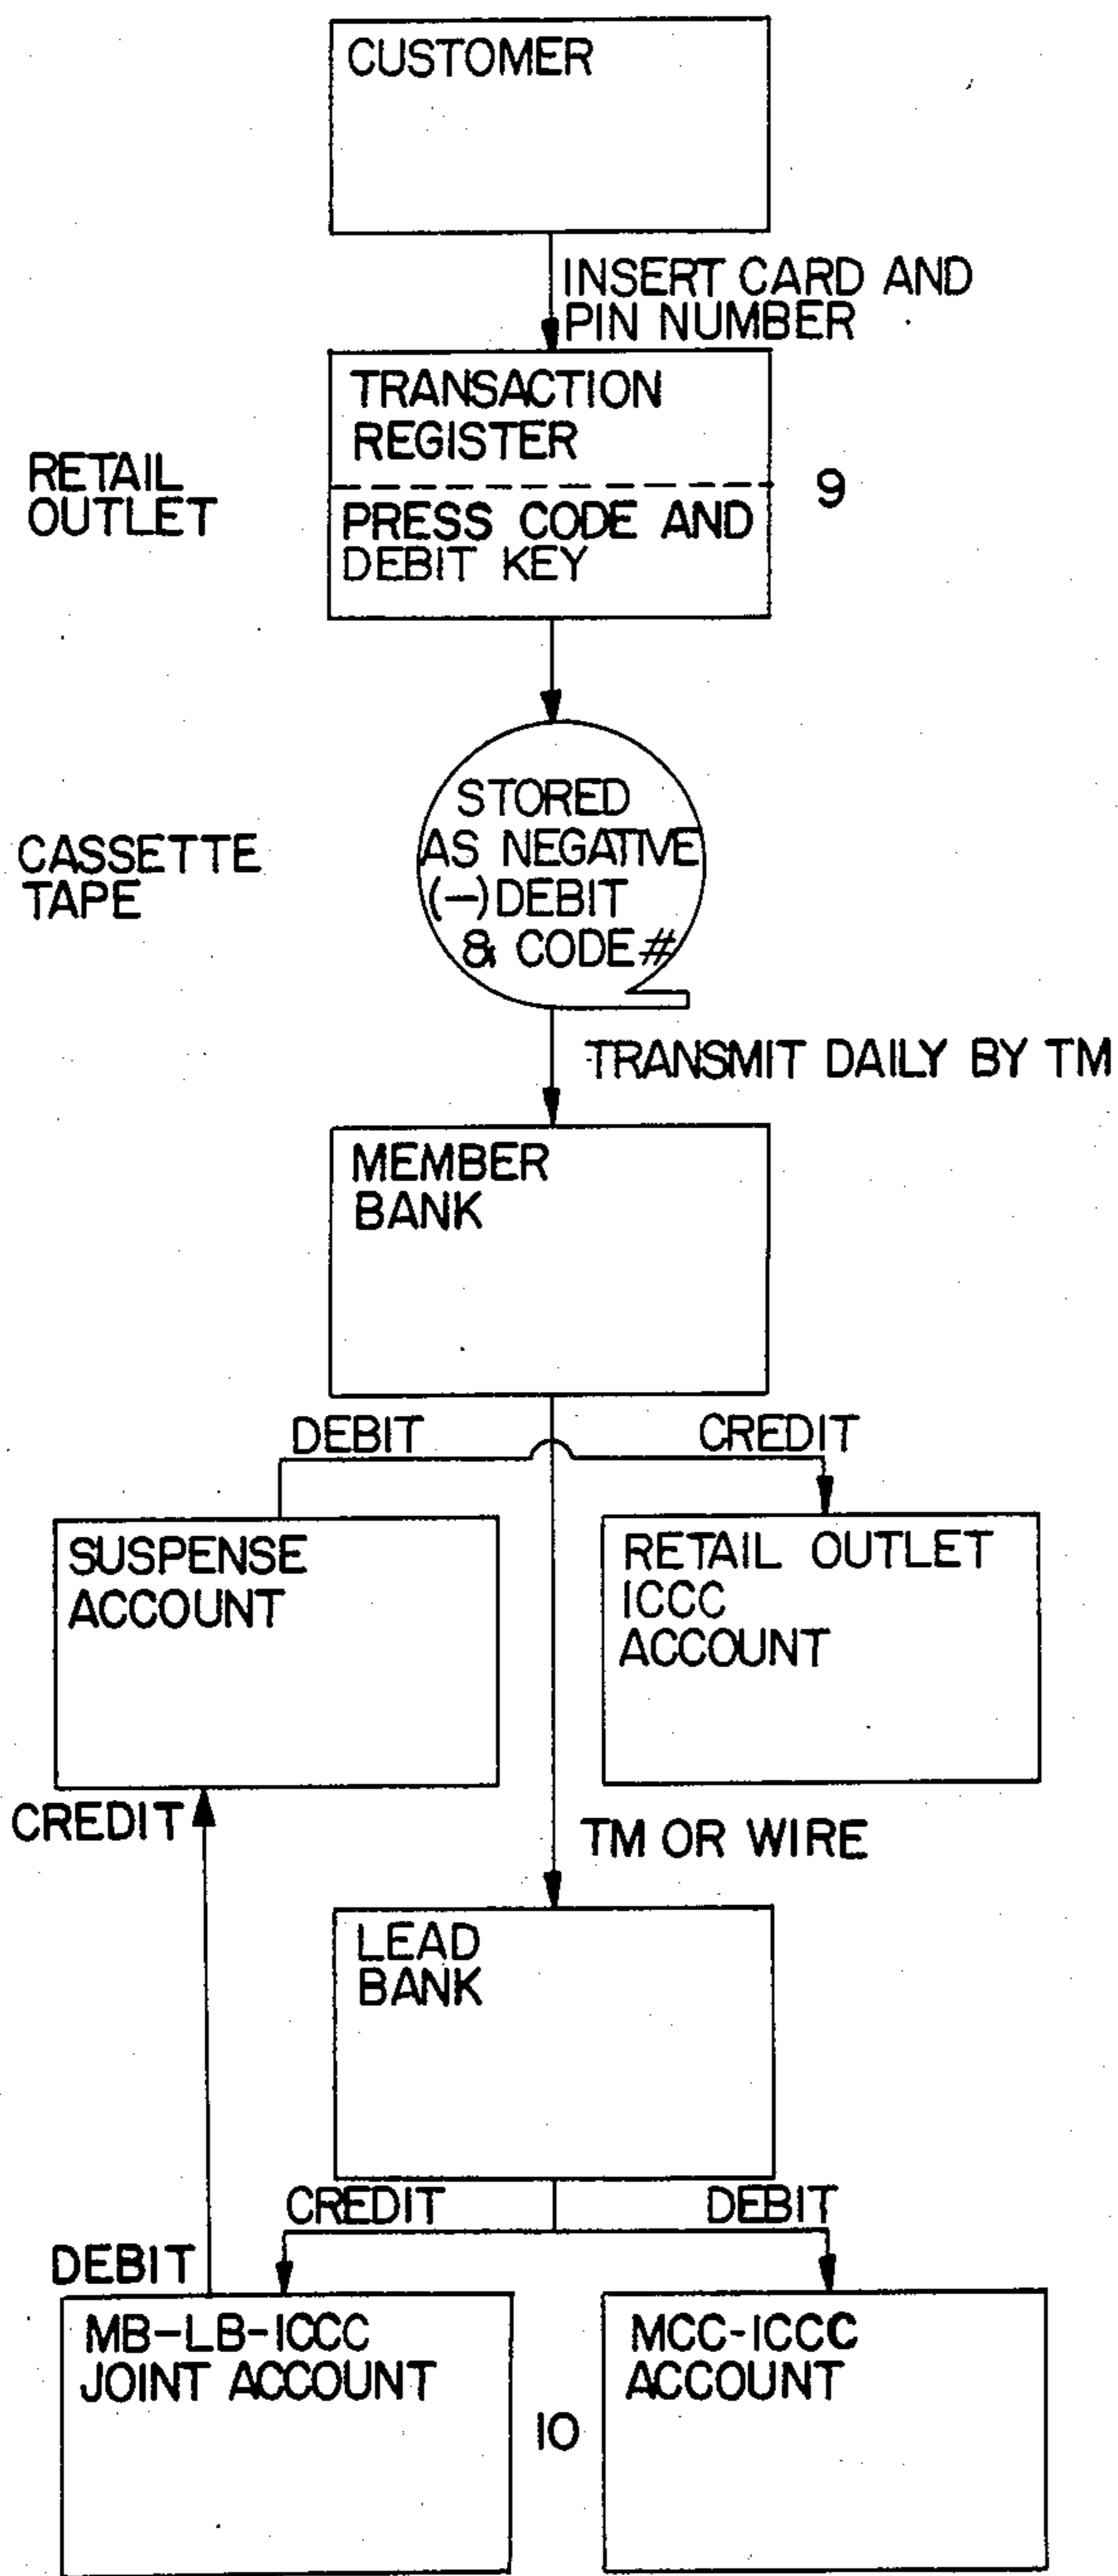 CUSTOMER
INSERT CARD AND
PIN NUMBER
TRANSACTION
REGISTER
RETAIL
OUTLET
9
PRESS CODE AND
DEBIT KEY
STORED
AS NEGATIVE
(-) DEBIT
& CODE #
CASSETTE
TAPE
TRANSMIT DAILY BY TM
MEMBER
BANK
DEBIT
CREDIT
SUSPENSE
ACCOUNT
RETAIL OUTLET
ICCC
ACCOUNT
CREDIT
TM OR WIRE
LEAD
BANK
CREDIT
DEBIT
DEBIT
MB-LB-ICCC
JOINT ACCOUNT
10
MCC-ICCC
ACCOUNT